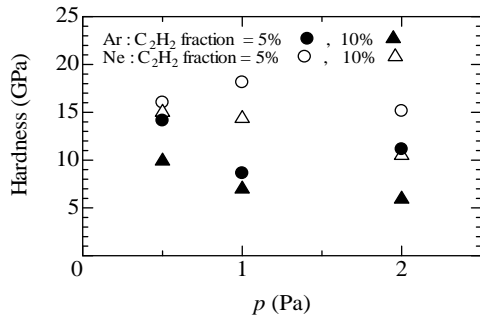 25
Ar : C₂H₂ fraction = 5% ● , 10% ▲
Ne : C₂H₂ fraction = 5% ○ , 10% △
20
15
10
5
0 1 2
Hardness (GPa)
p (Pa)